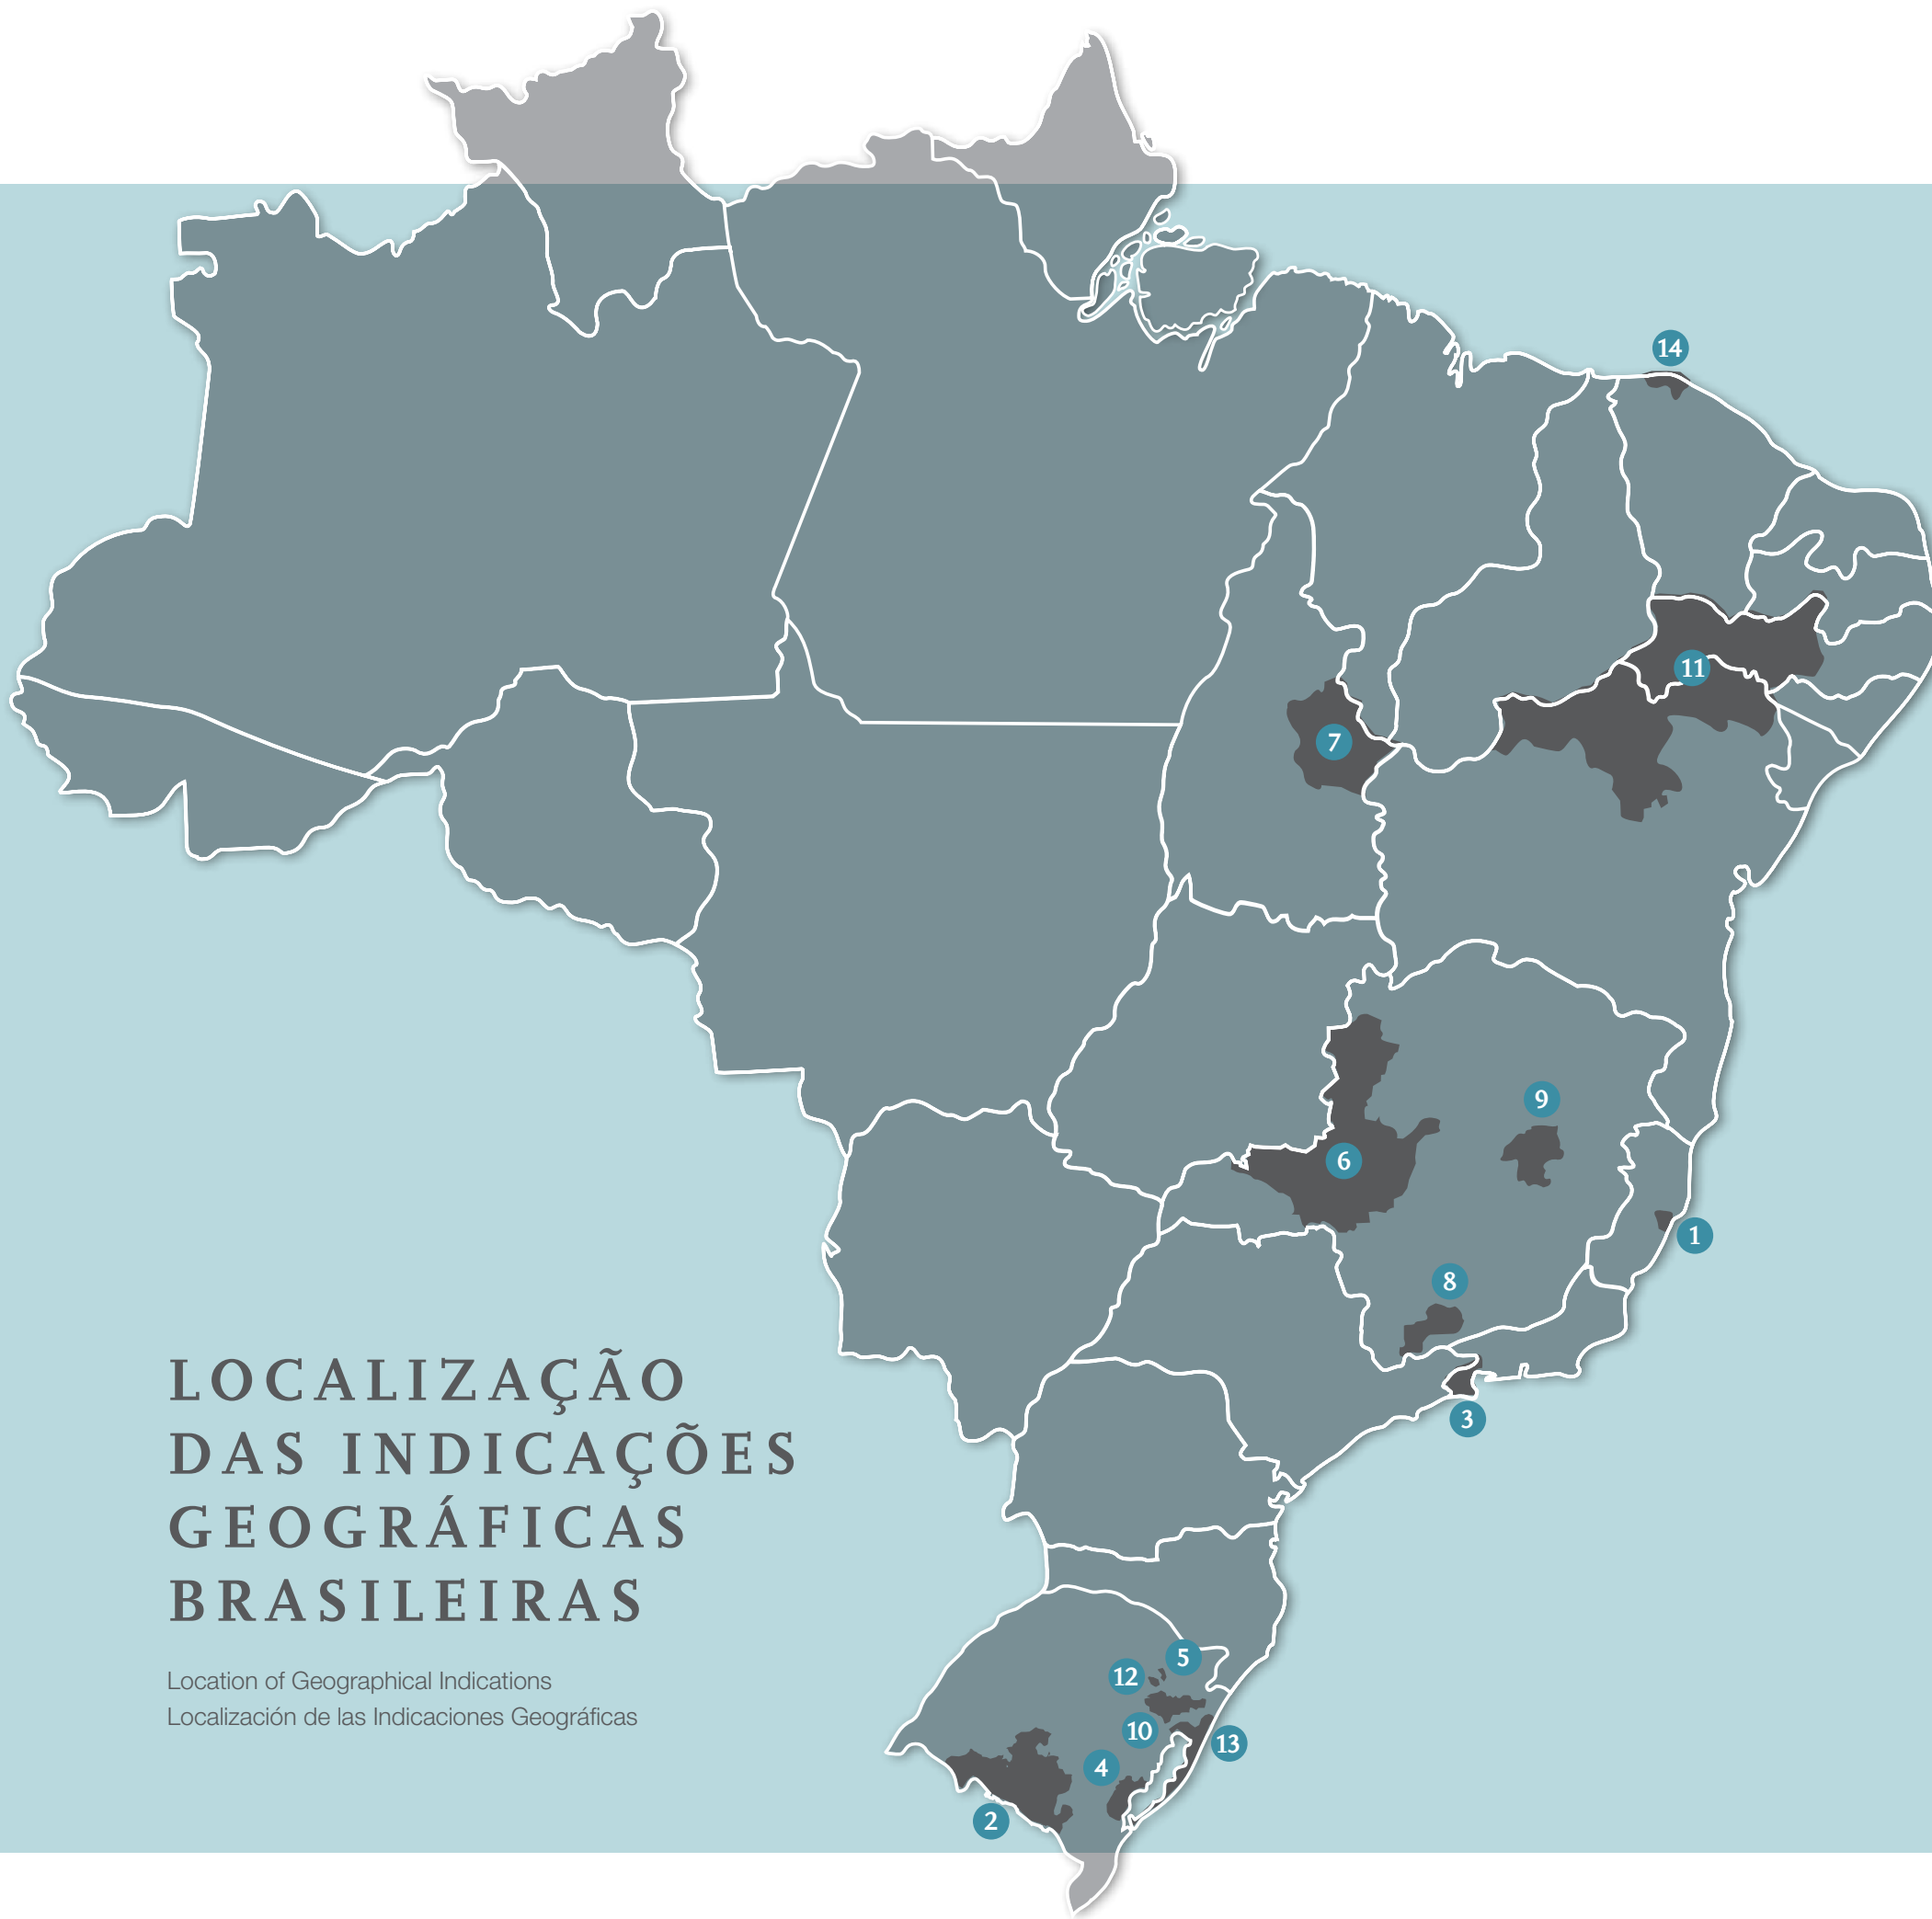 14
11
7
9
6
1
8
3
LOCALIZAÇÃO
DAS INDICAÇÕES
GEOGRÁFICAS
BRASILEIRAS
Location of Geographical Indications
Localización de las Indicaciones Geográficas
5
12
10
13
4
2